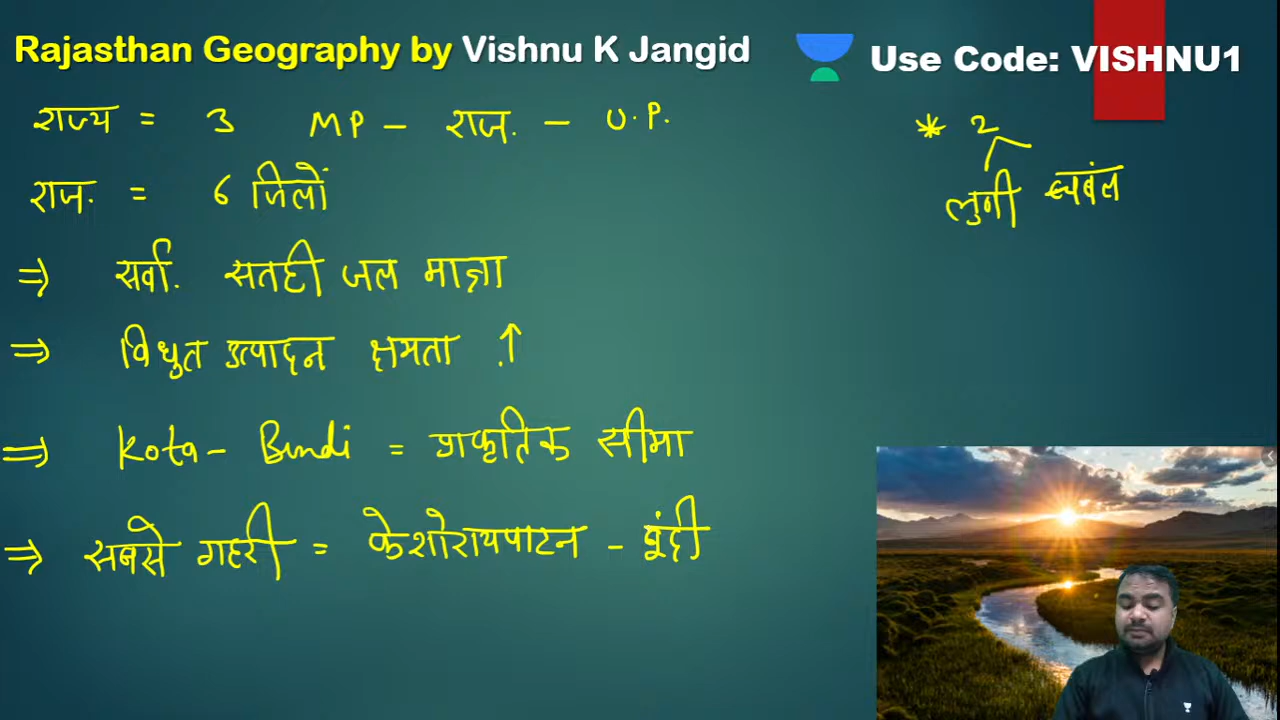 Rajasthan Geography by Vishnu K Jangid
Use Code: VISHNU1
राज्य = 3 MP – राज. – U.P.
* 2
लुनी चबंल
राज. = 6 जिलों
⇒ सर्वा. सतही जल मात्रा
⇒ विधुत उत्पादन क्षमता .↑
⇒ Kota – Bundi = प्राकृतिक सीमा
⇒ सबसे गहरी = केशोरायपाटन – बूंदी